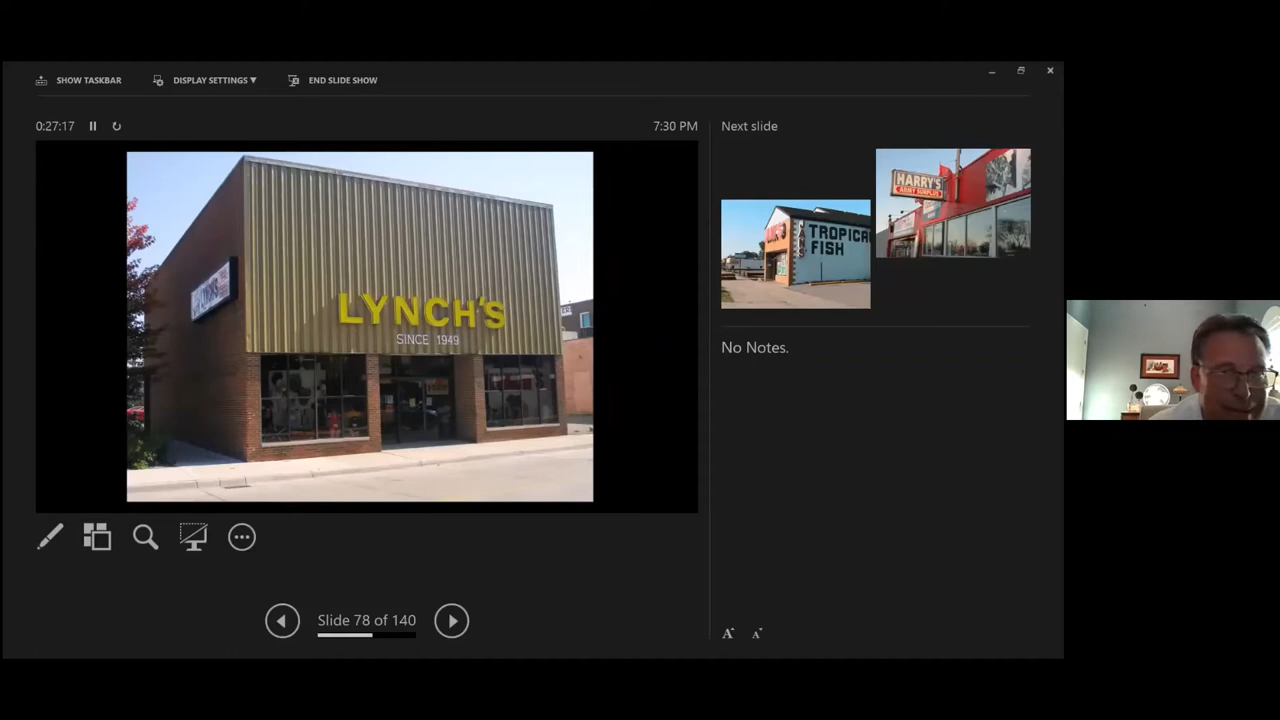 SHOW TASKBAR
DISPLAY SETTINGS ▼
END SLIDE SHOW
0:27:17
7:30 PM
LYNCH'S
SINCE 1949
Next slide
TROPICA
FISH
HARRY'S
ARMY SURPLUS
No Notes.
Slide 78 of 140